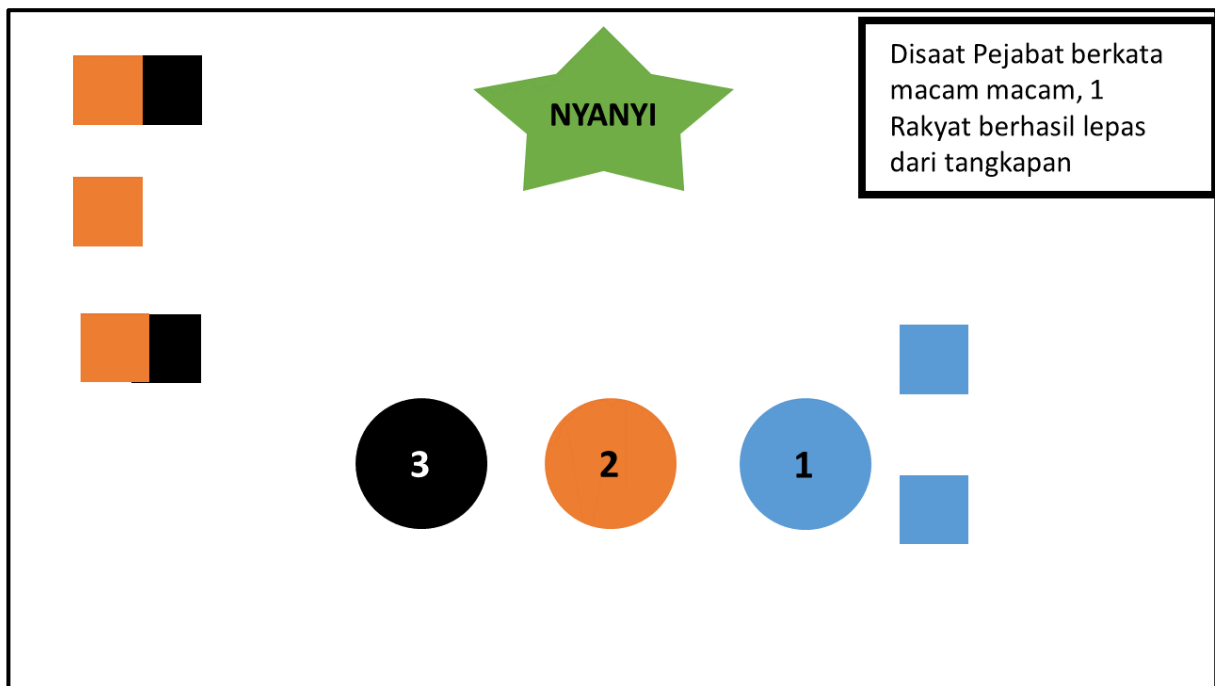 NYANYI
Disaat Pejabat berkata
macam macam, 1
Rakyat berhasil lepas
dari tangkapan
3
2
1